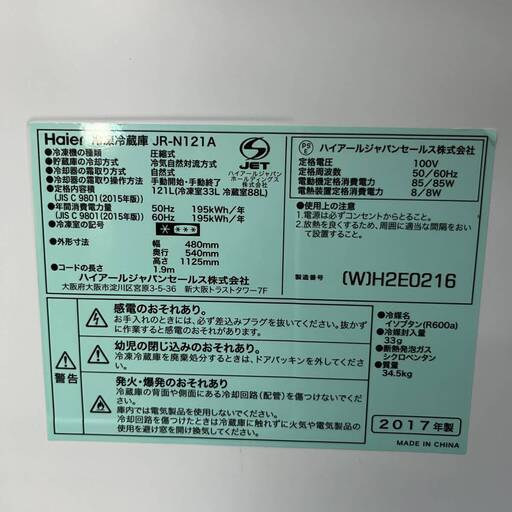 Haier 冷凍冷蔵庫 JR-N121A
●冷凍機の種類 圧縮式
●貯蔵庫の冷却方式 冷気自然対流方式
●冷却器の霜取り方式 自然式
●冷却器の霜取操作方法 手動開始・手動終了
●定格内容積 121L(冷凍室33L 冷蔵室88L)
(JIS C 9801(2015年版))
●年間消費電力量 50Hz 195kWh/年
(JIS C 9801(2015年版)) 60Hz 195kWh/年
●冷凍室の記号
●外形寸法 幅 480mm
奥行 540mm
高さ 1125mm
●コードの長さ 1.9m
ハイアールジャパンセールス株式会社
大阪府大阪市淀川区宮原3-5-36 新大阪トラストタワー7F
JET
ハイアールジャパン
ホールディングス
株式会社
PS
E
ハイアールジャパンセールス株式会社
定格電圧 100V
定格周波数 50/60Hz
電動機定格消費電力 85/85W
電熱装置定格消費電力 8/8W
●使用上の注意
1.電源は必ずコンセントからとること。
2.放熱を良くするため、周囲に適当な間隔をおいて設置すること。
製造番号 (W)H2E0216
警告
感電のおそれあり。
お手入れのときには、必ず差込みプラグを抜いてください。抜かずに作業すると感電のおそれがあります。
幼児の閉じ込めのおそれあり。
冷凍冷蔵庫を廃棄処分するときは、ドアパッキンを外してください。
発火・爆発のおそれあり
冷蔵庫の背面や側面にある冷却回路(配管)を傷つけないでください。
庫内では電気製品を使用しないでください。
冷却回路を傷つけたときは冷蔵庫に触れずに火気や電気製品の使用を避け窓を開け換気してください。
●冷媒名
イソブタン(R600a)
●冷媒封入量
33g
●断熱発泡ガス
シクロペンタン
●質量
34.5kg
2017年製
MADE IN CHINA